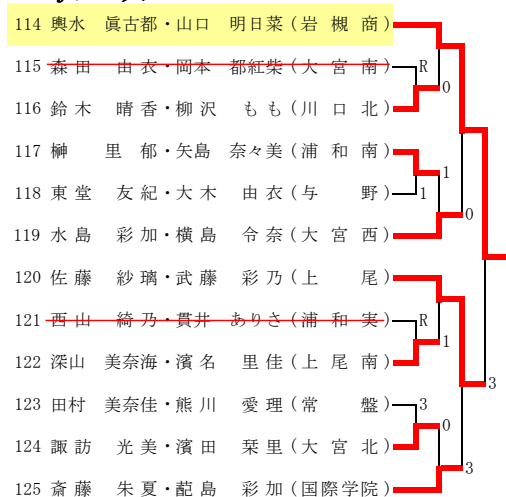 114 輿水 眞古都・山口 明日菜(岩槻商)
115 森田 由衣・岡本 都紅柴(大宮南) R
0
116 鈴木 晴香・柳沢 もも(川口北)
117 榊 里郁・矢島 奈々美(浦和南)
1
118 東堂 友紀・大木 由衣(与野) 1
0
119 水島 彩加・横島 令奈(大宮西)
120 佐藤 紗璃・武藤 彩乃(上尾)
121 西山 綺乃・貫井 ありさ(浦和実) R
1
122 深山 美奈海・濱名 里佳(上尾南)
3
123 田村 美奈佳・熊川 愛理(常盤) 3
0
124 諏訪 光美・濱田 栞里(大宮北)
3
125 斎藤 朱夏・蓜島 彩加(国際学院)